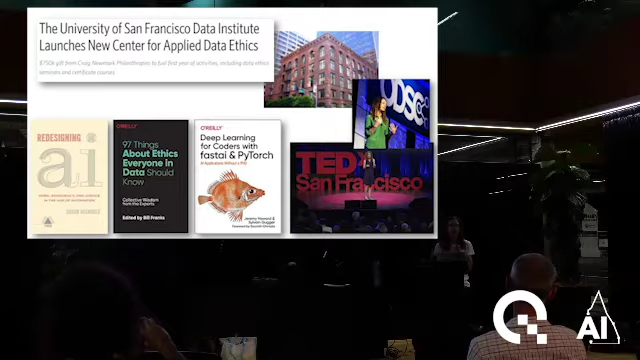 The University of San Francisco Data Institute
Launches New Center for Applied Data Ethics
$750k gift from Craig Newmark Philanthropies to fuel first year of activities, including data ethics
seminars and certificate courses.
ODSC
REDESIGNING
a.i.
O'REILLY
97 Things
About Ethics
Everyone in
Data Should
Know
Collective Wisdom
from the Experts
Edited by Bill Franks
O'REILLY
Deep Learning
for Coders with
fastai & PyTorch
AI Applications Without a PhD
Jeremy Howard &
Sylvain Gugger
TEDx
San Francisco
AI